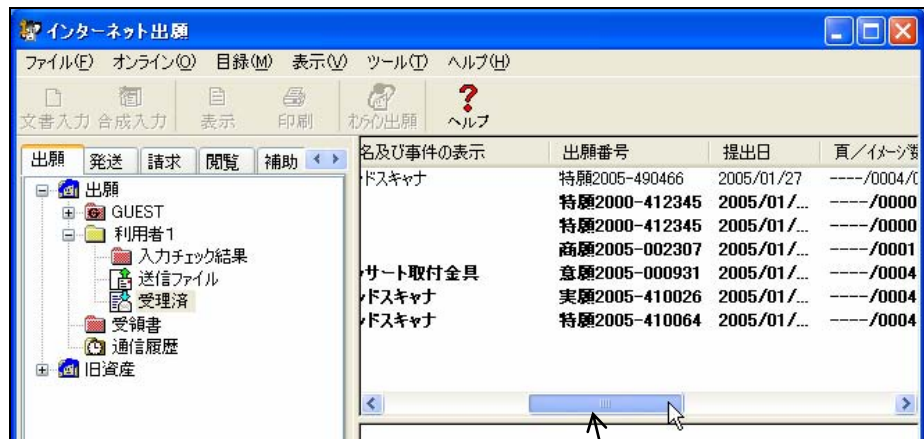 インターネット出願
ファイル(F) オンライン(O) 目録(M) 表示(V) ツール(T) ヘルプ(H)
文書入力 合成入力 表示 印刷 オンライン出願 ヘルプ
出願 発送 請求 閲覧 補助
出願
GUEST
利用者1
入力チェック結果
送信ファイル
受理済
受領書
通信履歴
旧資産
名及び事件の表示 出願番号 提出日 頁/イメージ数
ドスキャナ 特願2005-490466 2005/01/27 ----/0004/0
特願2000-412345 2005/01/... ----/0000
特願2000-412345 2005/01/... ----/0000
商願2005-002307 2005/01/... ----/0001
サート取付金具 意願2005-000931 2005/01/... ----/0004
ドスキャナ 実願2005-410026 2005/01/... ----/0004
ドスキャナ 特願2005-410064 2005/01/... ----/0004